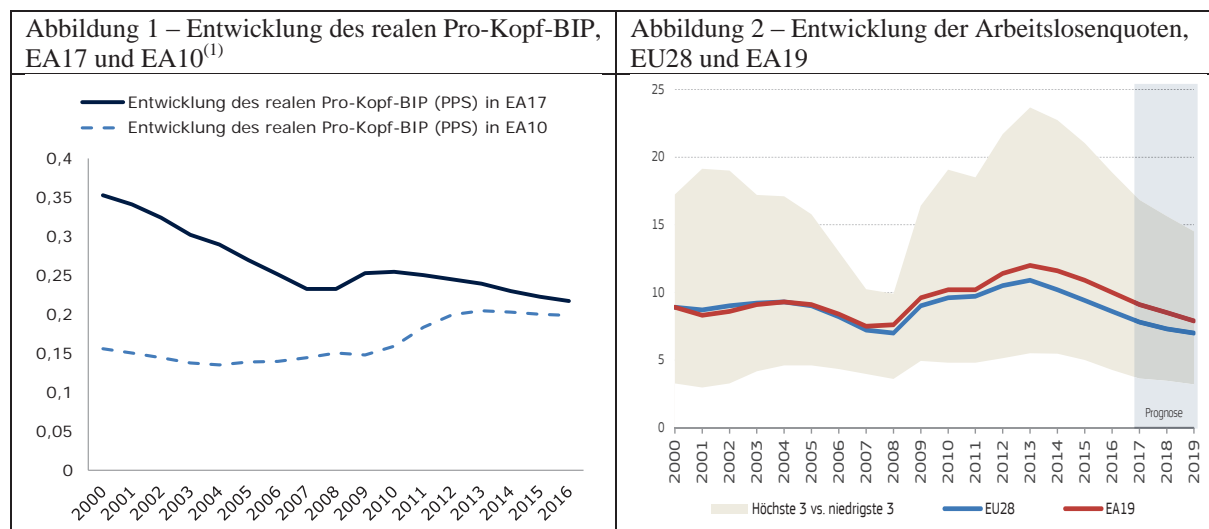 Abbildung 1 – Entwicklung des realen Pro-Kopf-BIP,
EA17 und EA10(1)
Entwicklung des realen Pro-Kopf-BIP (PPS) in EA17
Entwicklung des realen Pro-Kopf-BIP (PPS) in EA10
0,4
0,35
0,3
0,25
0,2
0,15
0,1
0,05
0
2000 2001 2002 2003 2004 2005 2006 2007 2008 2009 2010 2011 2012 2013 2014 2015 2016
Abbildung 2 – Entwicklung der Arbeitslosenquoten,
EU28 und EA19
25
20
15
10
5
0
Prognose
2000 2001 2002 2003 2004 2005 2006 2007 2008 2009 2010 2011 2012 2013 2014 2015 2016 2017 2018 2019
Höchste 3 vs. niedrigste 3 EU28 EA19